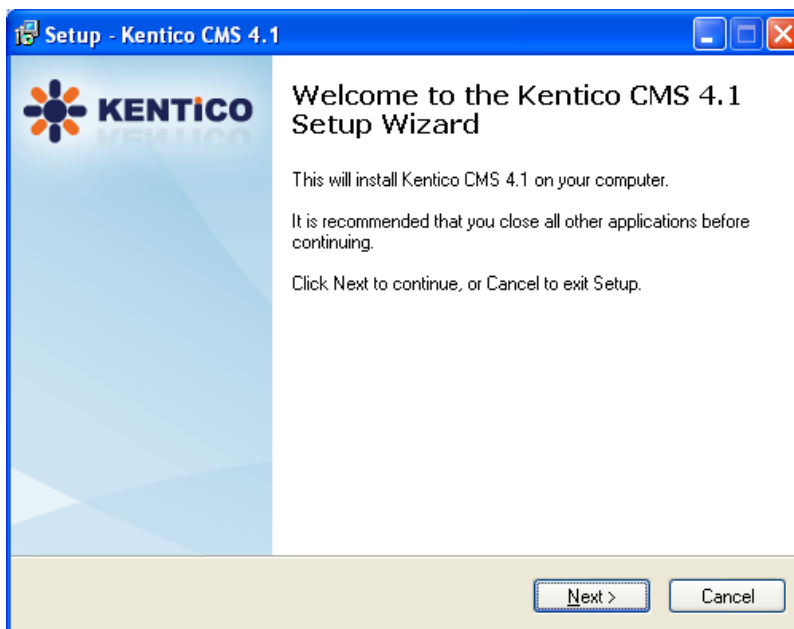 Setup - Kentico CMS 4.1
KENTiCO
Welcome to the Kentico CMS 4.1
Setup Wizard
This will install Kentico CMS 4.1 on your computer.
It is recommended that you close all other applications before
continuing.
Click Next to continue, or Cancel to exit Setup.
Next >
Cancel